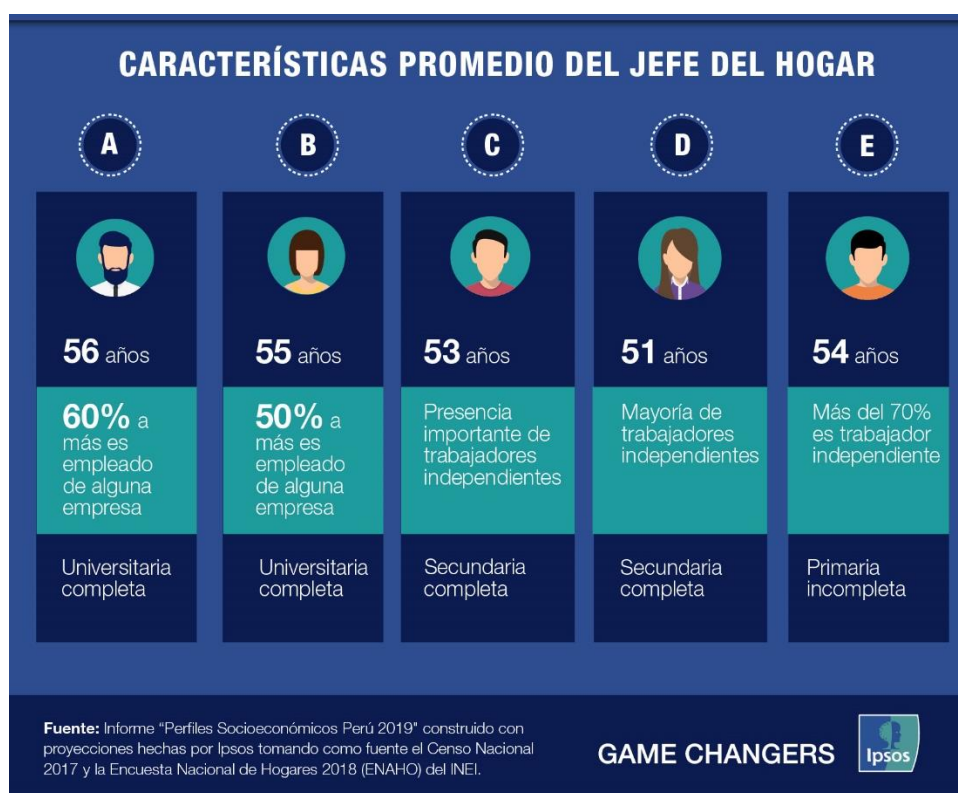 CARACTERÍSTICAS PROMEDIO DEL JEFE DEL HOGAR
A
B
C
D
E
56 años
55 años
53 años
51 años
54 años
60% a
más es
empleado
de alguna
empresa
50% a
más es
empleado
de alguna
empresa
Presencia
importante de
trabajadores
independientes
Mayoría de
trabajadores
independientes
Más del 70%
es trabajador
independiente
Universitaria
completa
Universitaria
completa
Secundaria
completa
Secundaria
completa
Primaria
incompleta
Fuente: Informe "Perfiles Socioeconómicos Perú 2019" construido con
proyecciones hechas por Ipsos tomando como fuente el Censo Nacional
2017 y la Encuesta Nacional de Hogares 2018 (ENAHO) del INEI.
GAME CHANGERS
Ipsos